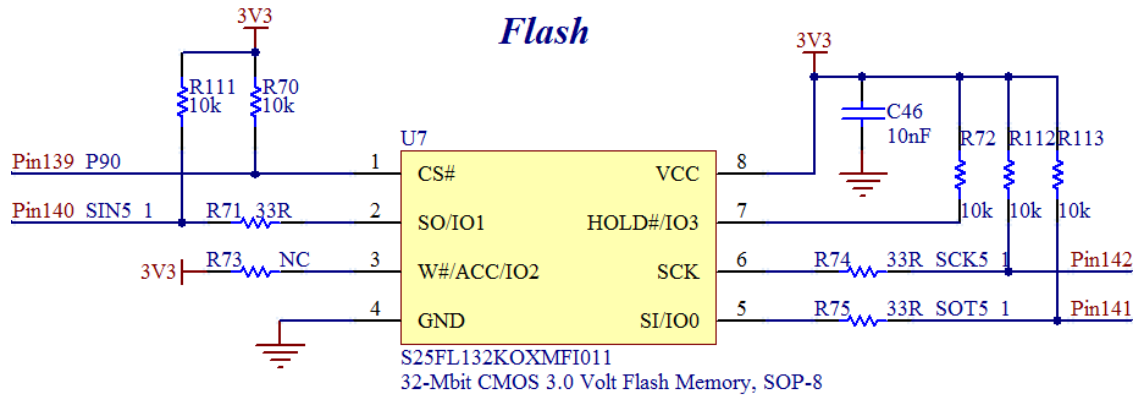 Flash
3V3
3V3
R111
10k
R70
10k
C46
10nF
R72
R112
R113
10k
10k
10k
U7
Pin139 P90
1
CS#
VCC
8
Pin140 SIN5_1
R71 33R
2
SO/IO1
HOLD#/IO3
7
3V3
R73 NC
3
W#/ACC/IO2
SCK
6
R74 33R SCK5_1
Pin142
4
GND
SI/IO0
5
R75 33R SOT5_1
Pin141
S25FL132KOXMFI011
32-Mbit CMOS 3.0 Volt Flash Memory, SOP-8